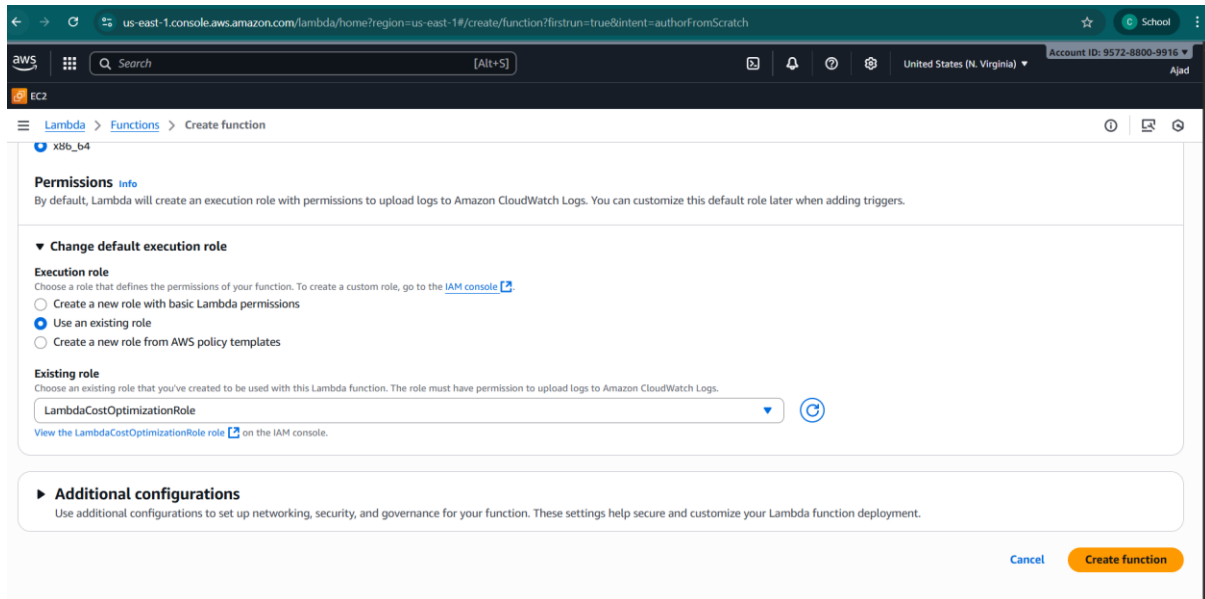 us-east-1.console.aws.amazon.com/lambda/home?region=us-east-1#/create/function?firstrun=true&intent=authorFromScratch
C School
aws
Search
[Alt+S]
United States (N. Virginia) ▼
Account ID: 9572-8800-9916 ▼
Ajad
EC2
Lambda > Functions > Create function
x86_64
Permissions Info
By default, Lambda will create an execution role with permissions to upload logs to Amazon CloudWatch Logs. You can customize this default role later when adding triggers.
▼ Change default execution role
Execution role
Choose a role that defines the permissions of your function. To create a custom role, go to the IAM console.
Create a new role with basic Lambda permissions
Use an existing role
Create a new role from AWS policy templates
Existing role
Choose an existing role that you've created to be used with this Lambda function. The role must have permission to upload logs to Amazon CloudWatch Logs.
LambdaCostOptimizationRole
View the LambdaCostOptimizationRole role on the IAM console.
▶ Additional configurations
Use additional configurations to set up networking, security, and governance for your function. These settings help secure and customize your Lambda function deployment.
Cancel
Create function